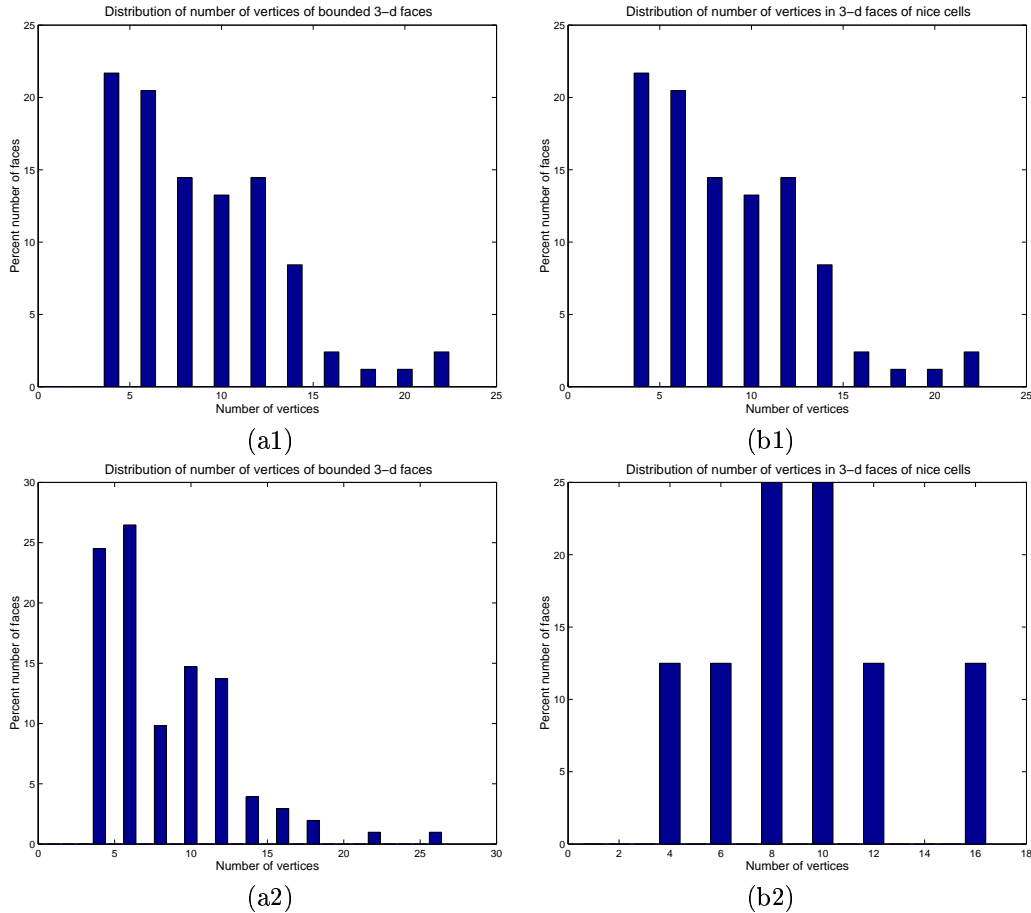 Distribution of number of vertices of bounded 3−d faces
Percent number of faces
25
20
15
10
5
0
0 5 10 15 20 25
Number of vertices
(a1)
Distribution of number of vertices in 3−d faces of nice cells
Percent number of faces
25
20
15
10
5
0
0 5 10 15 20 25
Number of vertices
(b1)
Distribution of number of vertices of bounded 3−d faces
Percent number of faces
30
25
20
15
10
5
0
0 5 10 15 20 25 30
Number of vertices
(a2)
Distribution of number of vertices in 3−d faces of nice cells
Percent number of faces
25
20
15
10
5
0
0 2 4 6 8 10 12 14 16 18
Number of vertices
(b2)